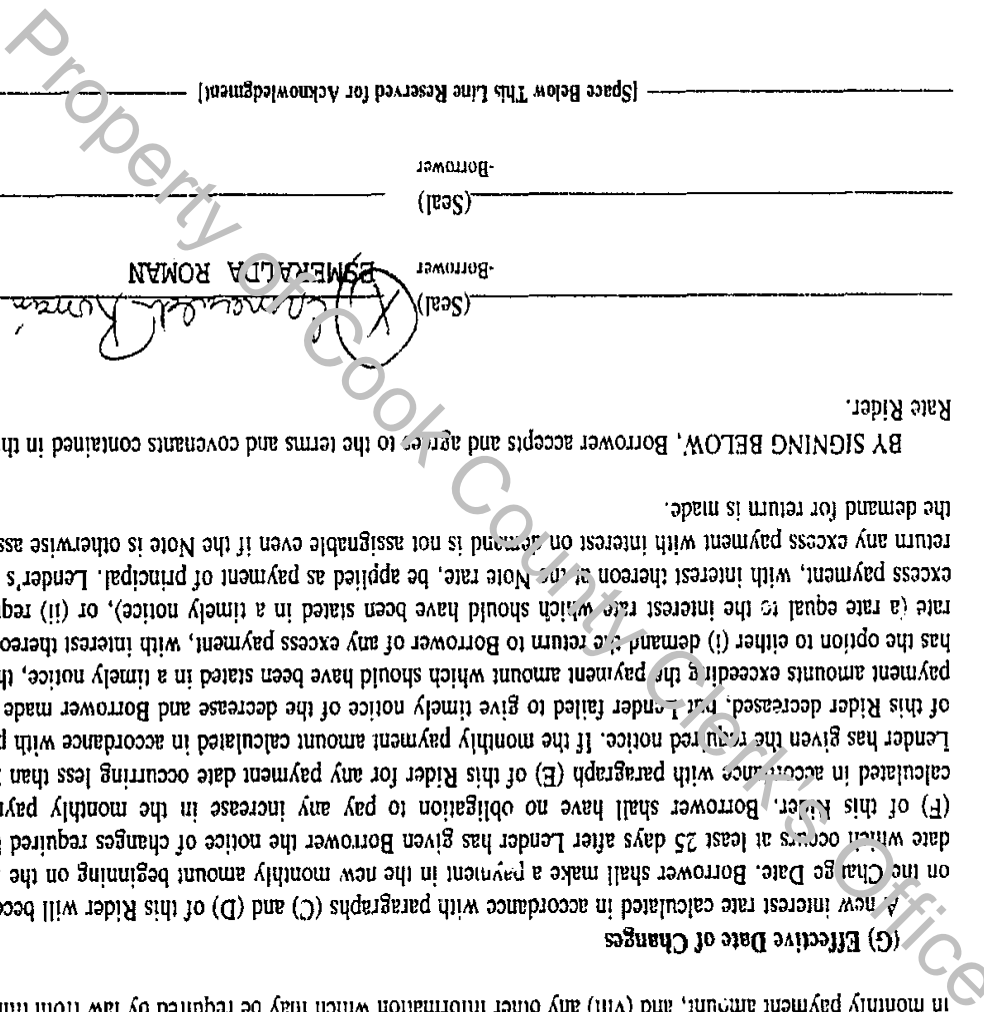 in monthly payment amount, and (viii) any other information which may be required by law from
(G) Effective Date of Changes
A new interest rate calculated in accordance with paragraphs (C) and (D) of this Rider will
on the Change Date. Borrower shall make a payment in the new monthly amount beginning on the
date which occurs at least 25 days after Lender has given Borrower the notice of changes required
(F) of this Rider. Borrower shall have no obligation to pay any increase in the monthly
calculated in accordance with paragraph (E) of this Rider for any payment date occurring less than
Lender has given the required notice. If the monthly payment amount calculated in accordance with
of this Rider decreased, but Lender failed to give timely notice of the decrease and Borrower made
payment amounts exceeding the payment amount which should have been stated in a timely notice,
has the option to either (i) demand the return to Borrower of any excess payment, with interest
rate (a rate equal to the interest rate which should have been stated in a timely notice), or (ii)
excess payment, with interest thereon at the Note rate, be applied as payment of principal. Lender's
return any excess payment with interest on demand is not assignable even if the Note is otherwise
the demand for return is made.
BY SIGNING BELOW, Borrower accepts and agrees to the terms and covenants contained in
Rate Rider.
X Esmeralda Roman
(Seal)
ESMERALDA ROMAN
-Borrower
(Seal)
-Borrower
[Space Below This Line Reserved for Acknowledgment]
Property of Cook County Clerk's Office